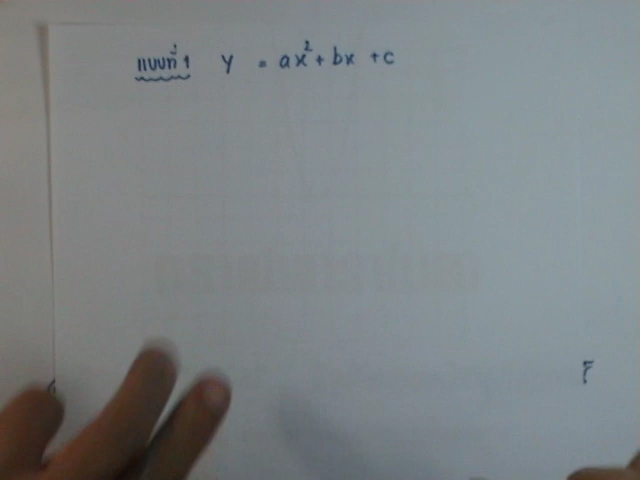 แบบที่ 1 y = ax² + bx + c